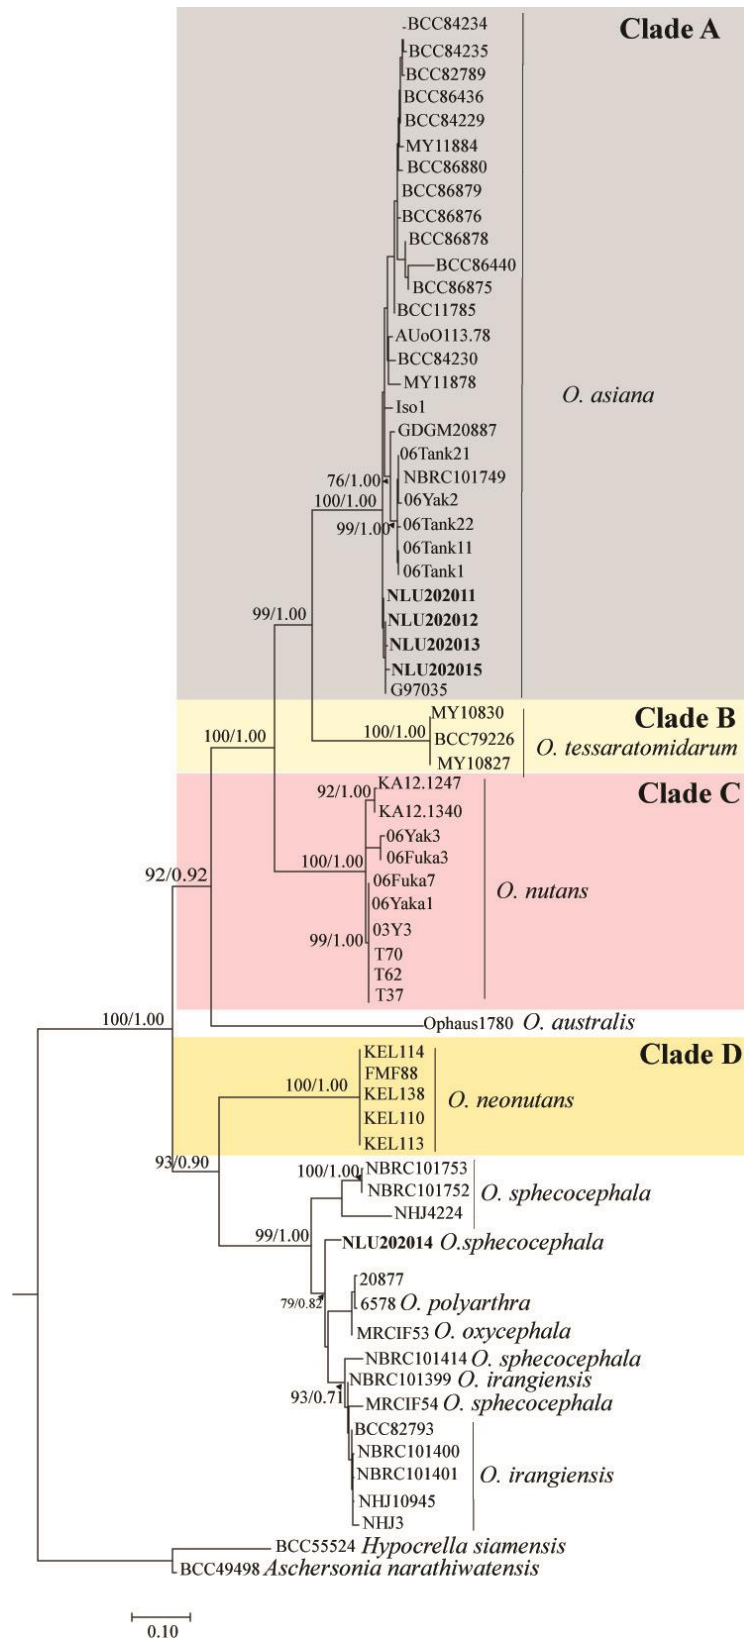 Clade A
BCC84234
BCC84235
BCC82789
BCC86436
BCC84229
MY11884
BCC86880
BCC86879
BCC86876
BCC86878
BCC86440
BCC86875
BCC11785
AUoO113.78
BCC84230
O. asiana
MY11878
Iso1
GDGM20887
06Tank21
76/1.00 NBRC101749
100/1.00 06Yak2
99/1.00 06Tank22
06Tank11
06Tank1
NLU202011
99/1.00 NLU202012
NLU202013
NLU202015
G97035
MY10830 Clade B
100/1.00 100/1.00 BCC79226 O. tessaratomidarum
MY10827
KA12.1247 Clade C
92/1.00
KA12.1340
06Yak3
100/1.00 06Fuka3
92/0.92 06Fuka7 O. nutans
06Yaka1
03Y3
99/1.00 T70
T62
T37
100/1.00 Ophaus1780 O. australis
KEL114 Clade D
FMF88
100/1.00 KEL138 O. neonutans
KEL110
KEL113
93/0.90 100/1.00 NBRC101753
NBRC101752 O. sphecocephala
NHJ4224
99/1.00 NLU202014 O.sphecocephala
20877
79/0.82 6578 O. polyarthra
MRCIF53 O. oxycephala
NBRC101414 O. sphecocephala
NBRC101399 O. irangiensis
93/0.71 MRCIF54 O. sphecocephala
BCC82793
NBRC101400
NBRC101401 O. irangiensis
NHJ10945
NHJ3
BCC55524 Hypocrella siamensis
BCC49498 Aschersonia narathiwatensis
0.10